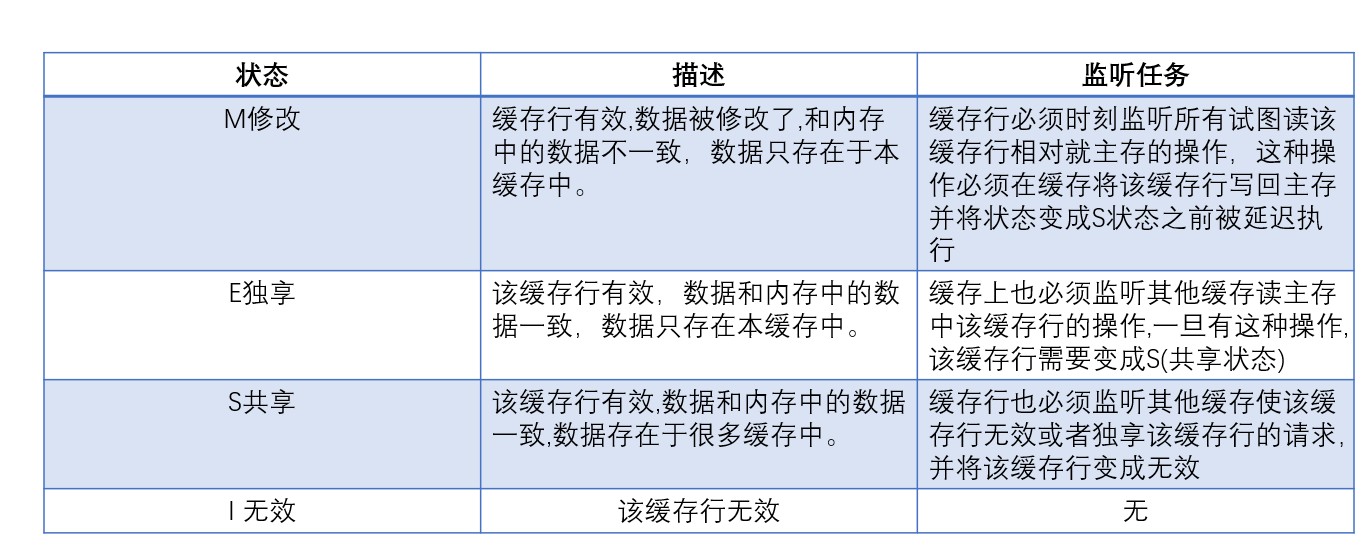 状态
描述
监听任务
M修改
缓存行有效,数据被修改了,和内存
中的数据不一致，数据只存在于本
缓存中。
缓存行必须时刻监听所有试图读该
缓存行相对就主存的操作，这种操
作必须在缓存将该缓存行写回主存
并将状态变成S状态之前被延迟执
行
E独享
该缓存行有效，数据和内存中的数
据一致，数据只存在本缓存中。
缓存上也必须监听其他缓存读主存
中该缓存行的操作,一旦有这种操作,
该缓存行需要变成S(共享状态)
S共享
该缓存行有效,数据和内存中的数据
一致,数据存在于很多缓存中。
缓存行也必须监听其他缓存使该缓
存行无效或者独享该缓存行的请求,
并将该缓存行变成无效
I 无效
该缓存行无效
无